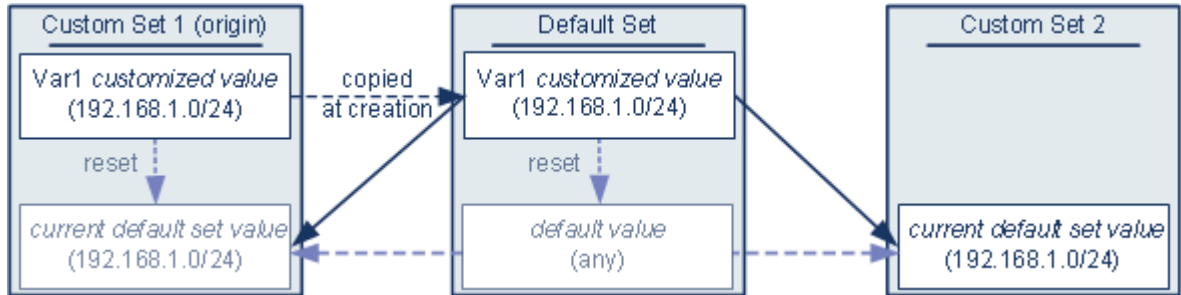 Custom Set 1 (origin)
Var1 customized value
(192.168.1.0/24)
reset
current default set value
(192.168.1.0/24)
copied
at creation
Default Set
Var1 customized value
(192.168.1.0/24)
reset
default value
(any)
Custom Set 2
current default set value
(192.168.1.0/24)